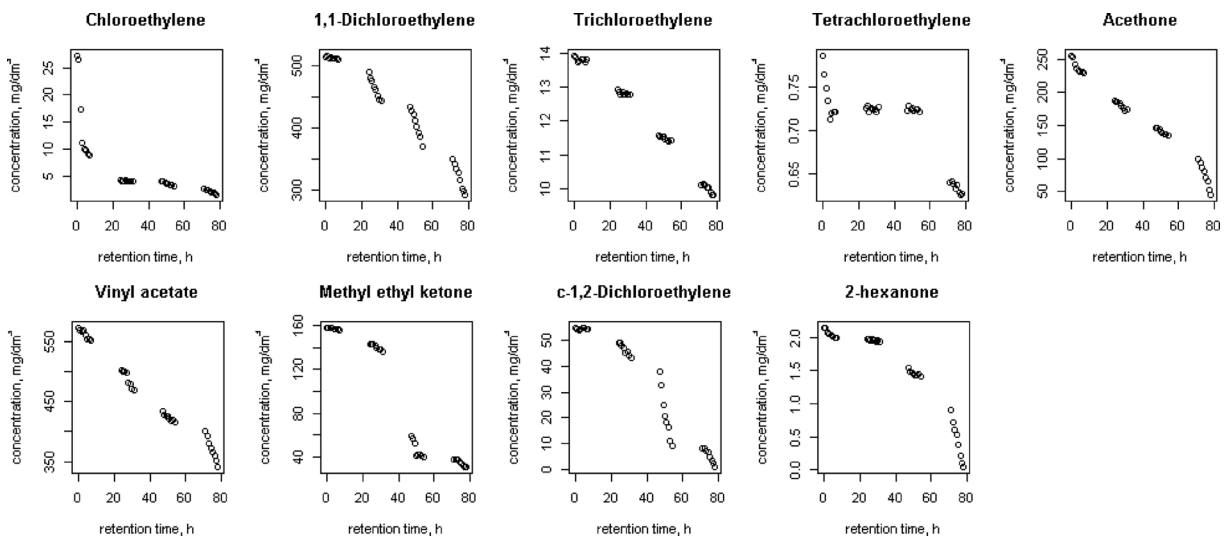 Chloroethylene
concentration, mg/dm³
25
20
15
10
5
0 20 40 60 80
retention time, h
1,1-Dichloroethylene
concentration, mg/dm³
500
400
300
0 20 40 60 80
retention time, h
Trichloroethylene
concentration, mg/dm³
14
13
12
11
10
0 20 40 60 80
retention time, h
Tetrachloroethylene
concentration, mg/dm³
0.75
0.70
0.65
0 20 40 60 80
retention time, h
Acethone
concentration, mg/dm³
250
200
150
100
50
0 20 40 60 80
retention time, h
Vinyl acetate
concentration, mg/dm³
550
450
350
0 20 40 60 80
retention time, h
Methyl ethyl ketone
concentration, mg/dm³
160
120
80
40
0 20 40 60 80
retention time, h
c-1,2-Dichloroethylene
concentration, mg/dm³
50
40
30
20
10
0
0 20 40 60 80
retention time, h
2-hexanone
concentration, mg/dm³
2.0
1.5
1.0
0.5
0.0
0 20 40 60 80
retention time, h